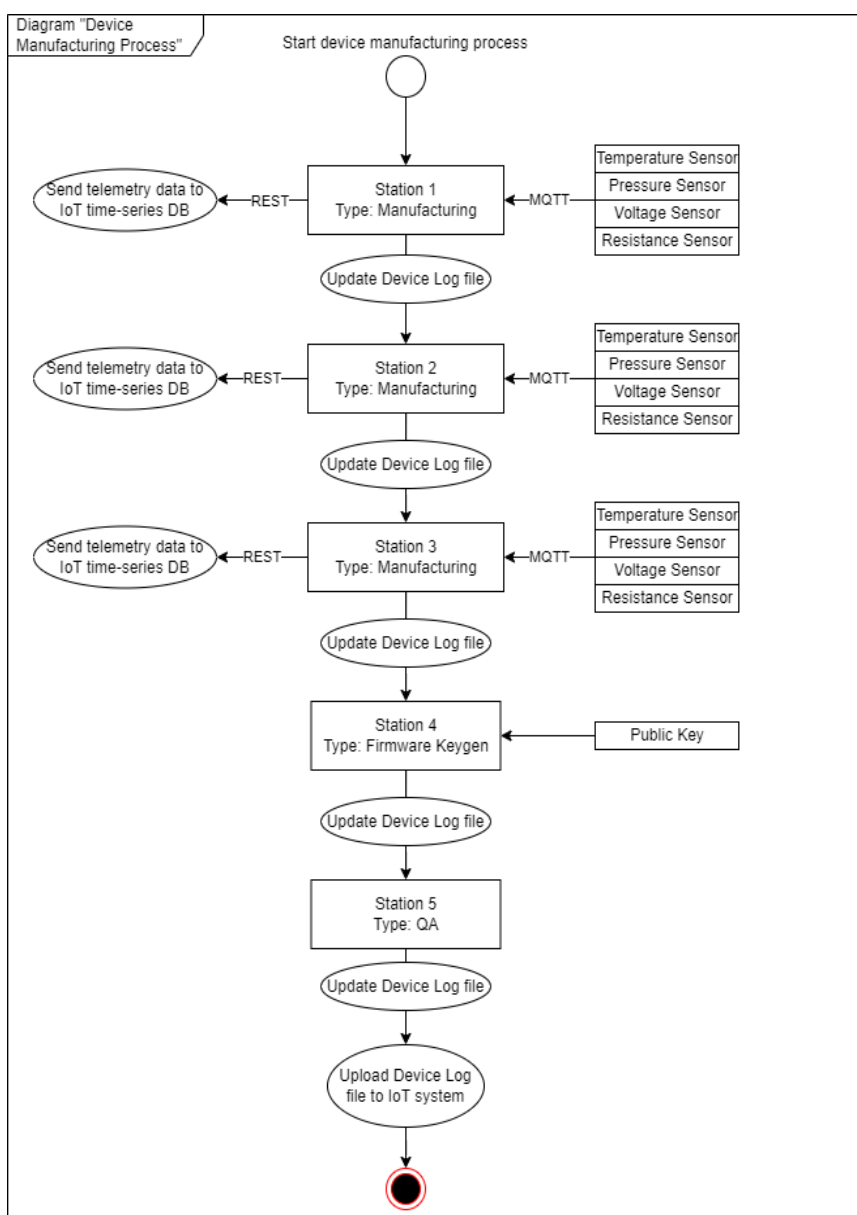 Diagram "Device
Manufacturing Process"
Start device manufacturing process
Send telemetry data to
IoT time-series DB
REST
Station 1
Type: Manufacturing
MQTT
Temperature Sensor
Pressure Sensor
Voltage Sensor
Resistance Sensor
Update Device Log file
Send telemetry data to
IoT time-series DB
REST
Station 2
Type: Manufacturing
MQTT
Temperature Sensor
Pressure Sensor
Voltage Sensor
Resistance Sensor
Update Device Log file
Send telemetry data to
IoT time-series DB
REST
Station 3
Type: Manufacturing
MQTT
Temperature Sensor
Pressure Sensor
Voltage Sensor
Resistance Sensor
Update Device Log file
Station 4
Type: Firmware Keygen
Public Key
Update Device Log file
Station 5
Type: QA
Update Device Log file
Upload Device Log
file to IoT system